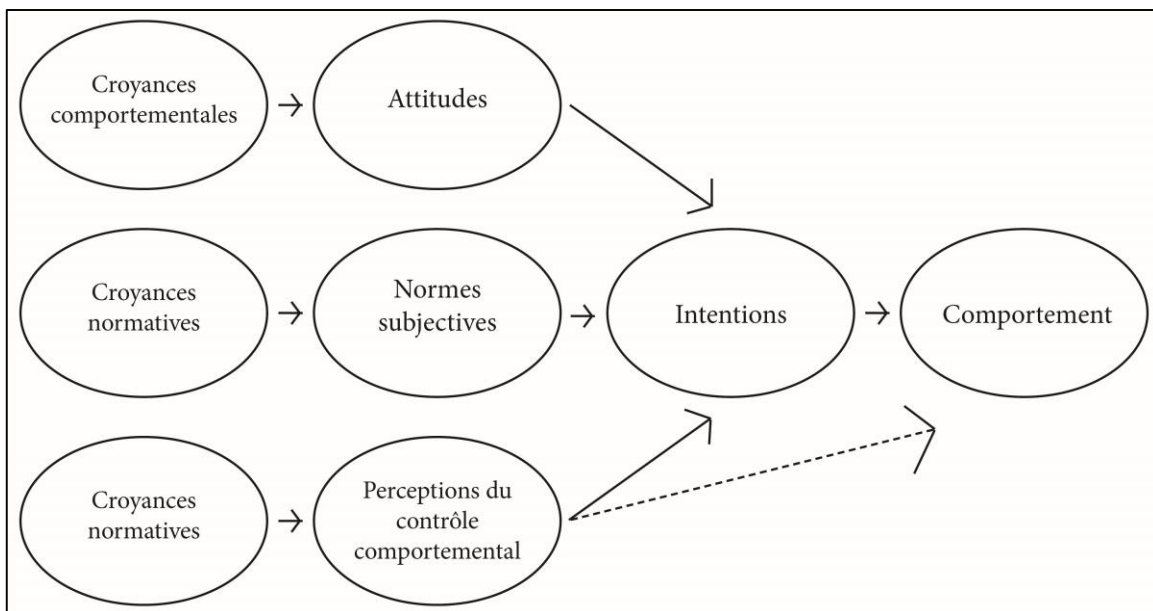 Croyances
comportementales
Attitudes
Croyances
normatives
Normes
subjectives
Intentions
Comportement
Croyances
normatives
Perceptions du
contrôle
comportemental